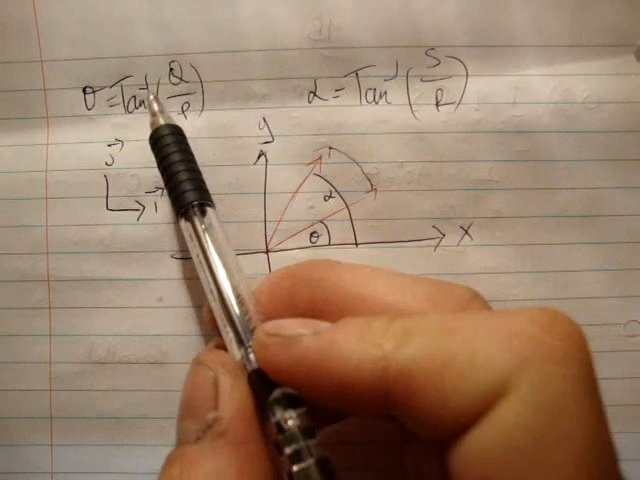 θ = Tan⁻¹(Q/P) α = Tan⁻¹(S/R)
y
j
α
i
θ x